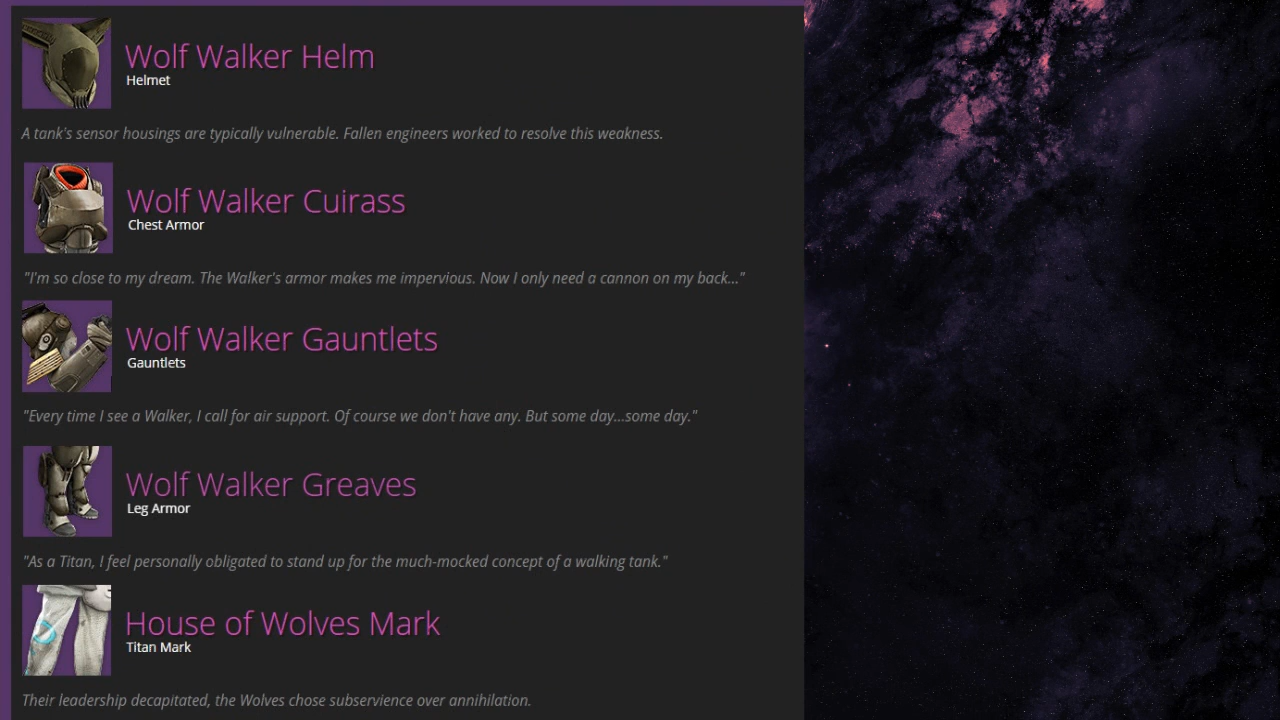 Wolf Walker Helm
Helmet
A tank's sensor housings are typically vulnerable. Fallen engineers worked to resolve this weakness.
Wolf Walker Cuirass
Chest Armor
"I'm so close to my dream. The Walker's armor makes me impervious. Now I only need a cannon on my back..."
Wolf Walker Gauntlets
Gauntlets
"Every time I see a Walker, I call for air support. Of course we don't have any. But some day...some day."
Wolf Walker Greaves
Leg Armor
"As a Titan, I feel personally obligated to stand up for the much-mocked concept of a walking tank."
House of Wolves Mark
Titan Mark
Their leadership decapitated, the Wolves chose subservience over annihilation.